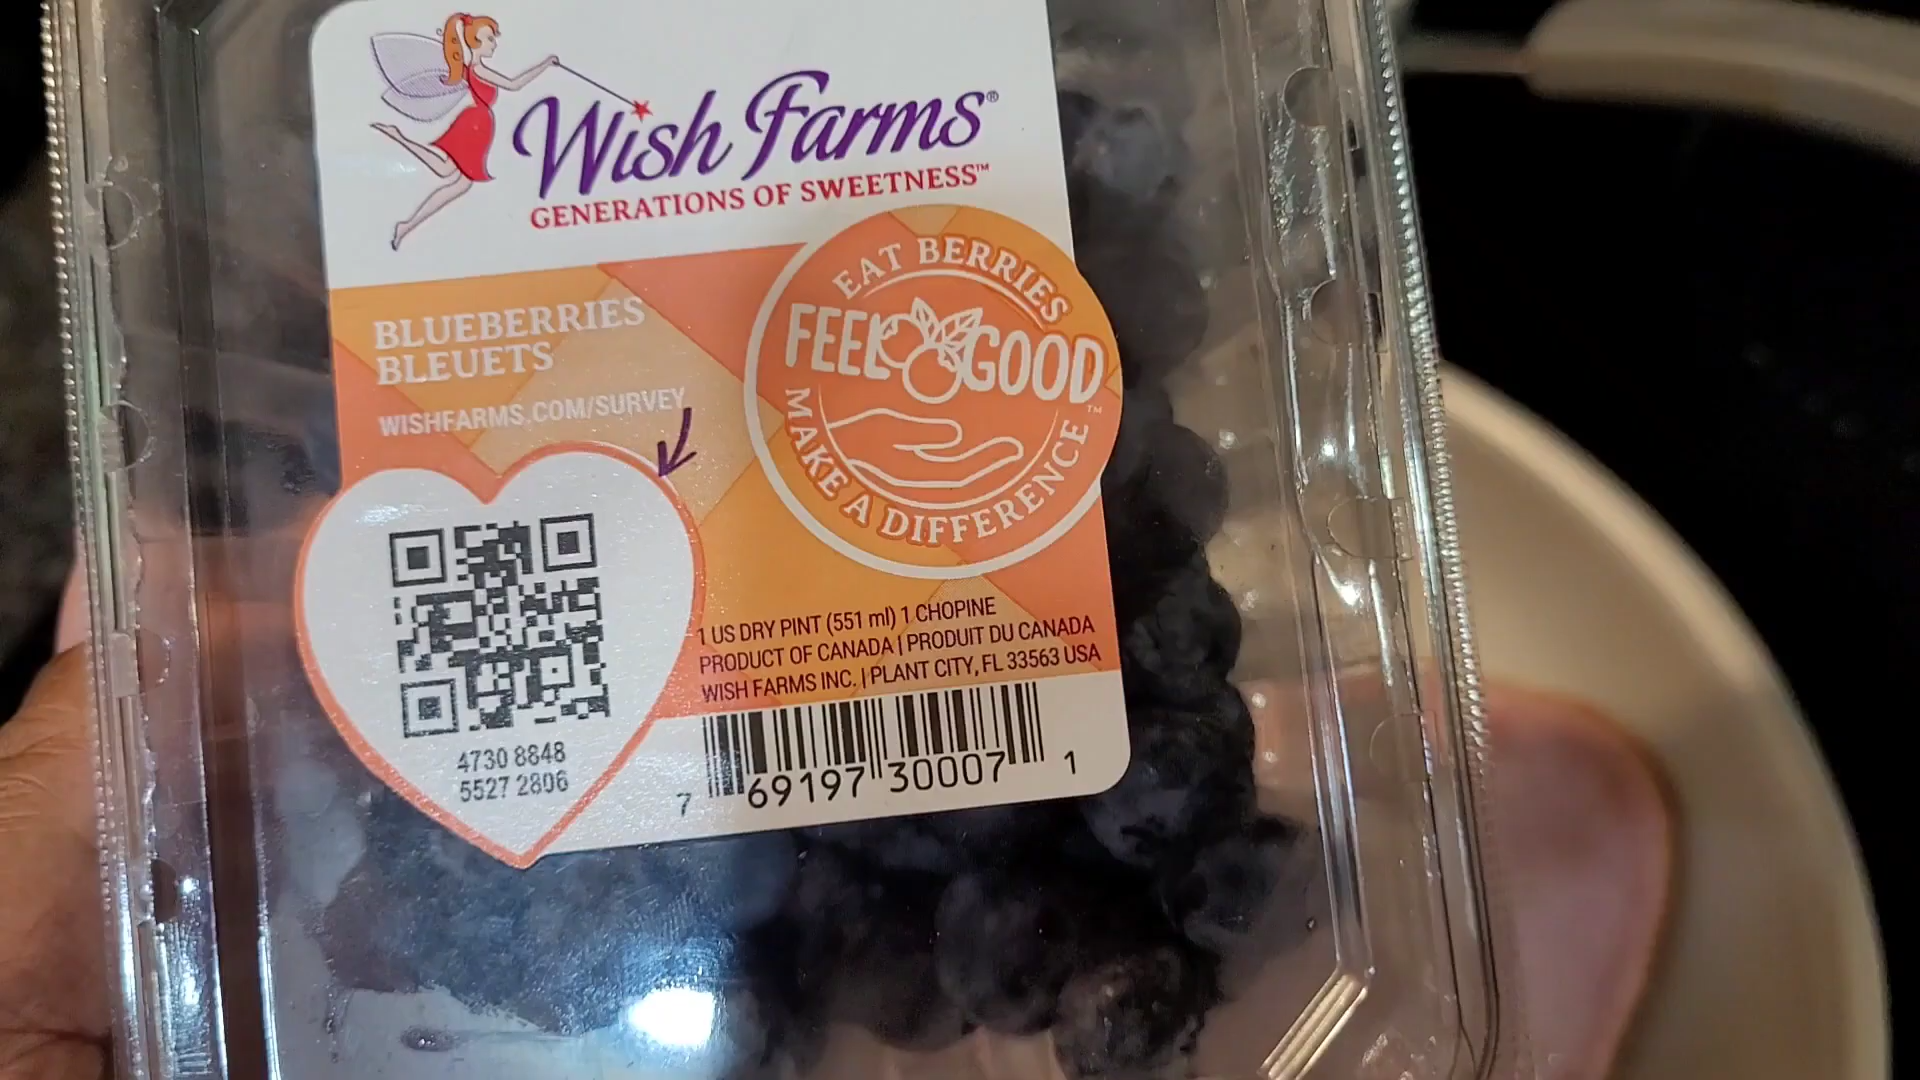 Wish Farms®
GENERATIONS OF SWEETNESS™
BLUEBERRIES
BLEUETS
WISHFARMS.COM/SURVEY
EAT BERRIES
FEEL GOOD
MAKE A DIFFERENCE™
4730 8848
5527 2806
1 US DRY PINT (551 ml) 1 CHOPINE
PRODUCT OF CANADA | PRODUIT DU CANADA
WISH FARMS INC. | PLANT CITY, FL 33563 USA
7 69197 30007 1